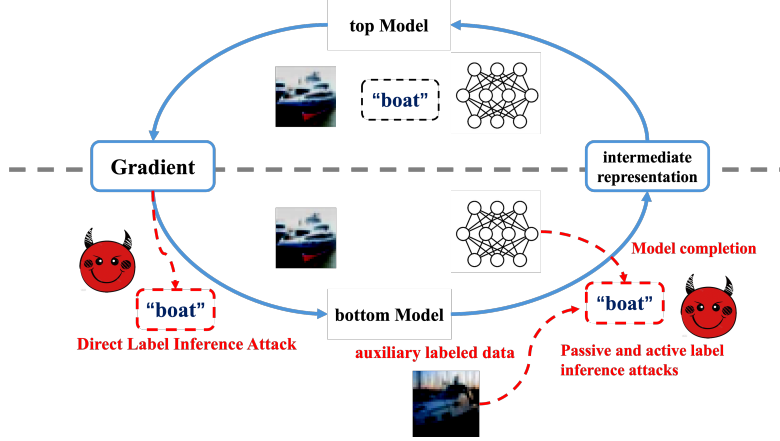 top Model
“boat”
Gradient
intermediate
representation
Model completion
“boat”
“boat”
bottom Model
Direct Label Inference Attack
auxiliary labeled data
Passive and active label
inference attacks